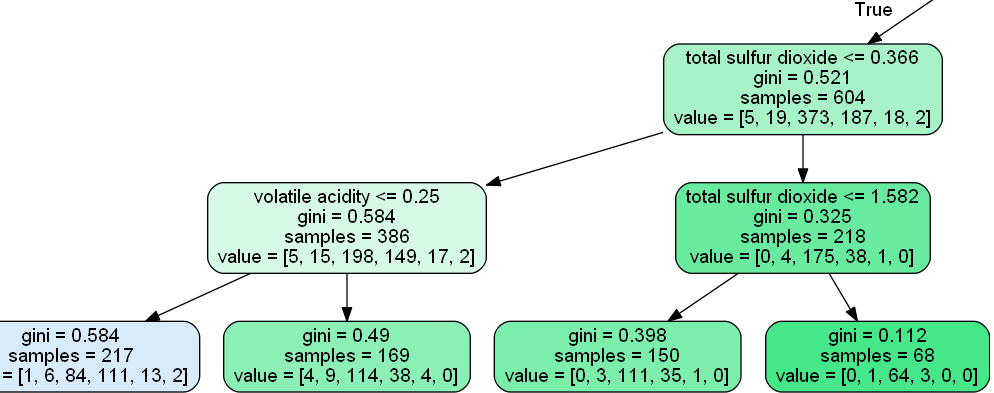 True
total sulfur dioxide <= 0.366
gini = 0.521
samples = 604
value = [5, 19, 373, 187, 18, 2]
volatile acidity <= 0.25
gini = 0.584
samples = 386
value = [5, 15, 198, 149, 17, 2]
total sulfur dioxide <= 1.582
gini = 0.325
samples = 218
value = [0, 4, 175, 38, 1, 0]
gini = 0.584
samples = 217
= [1, 6, 84, 111, 13, 2]
gini = 0.49
samples = 169
value = [4, 9, 114, 38, 4, 0]
gini = 0.398
samples = 150
value = [0, 3, 111, 35, 1, 0]
gini = 0.112
samples = 68
value = [0, 1, 64, 3, 0, 0]